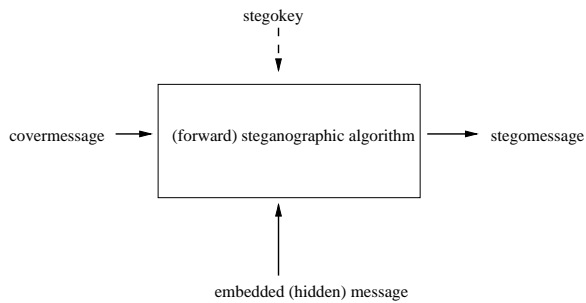 stegokey
covermessage
(forward) steganographic algorithm
stegomessage
embedded (hidden) message